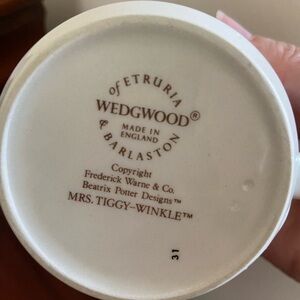 of ETRURIA
WEDGWOOD®
MADE IN
ENGLAND
& BARLASTON
Copyright
Frederick Warne & Co.
Beatrix Potter Designs™
MRS. TIGGY-WINKLE™
31